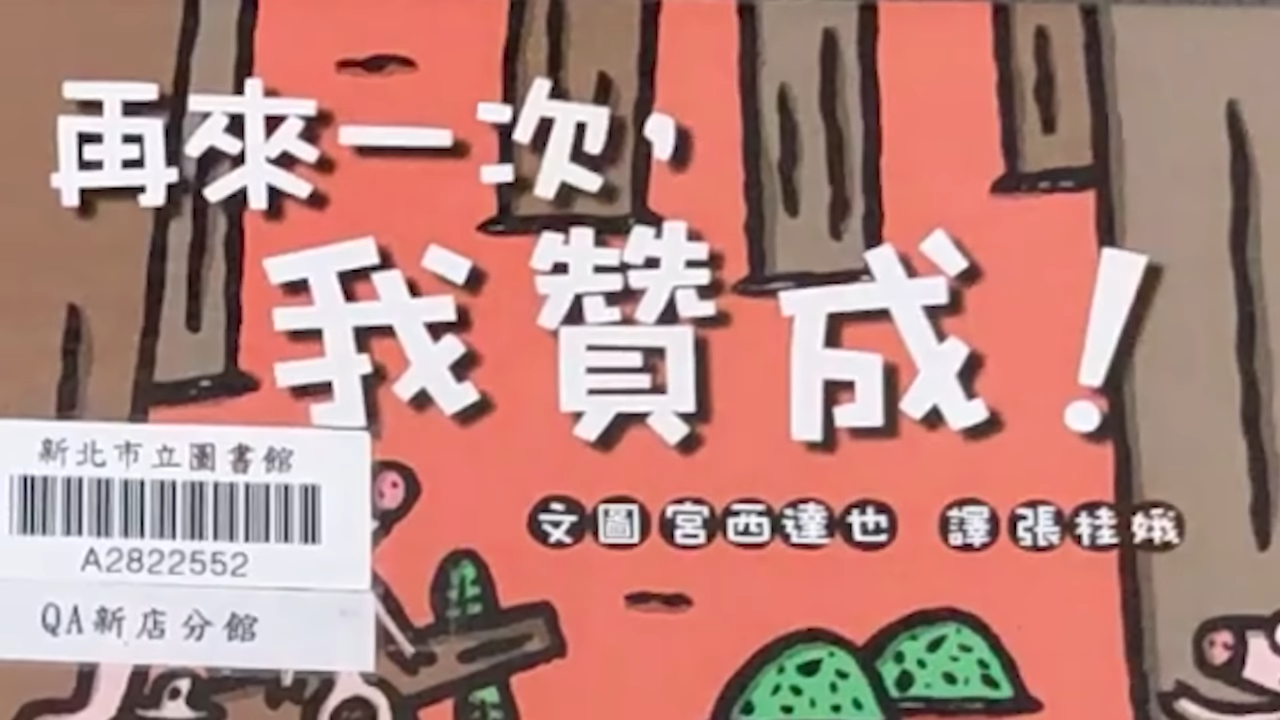 再來一次，
我贊成！
文圖 宮西達也 譯 張桂娥
新北市立圖書館
A2822552
QA新店分館